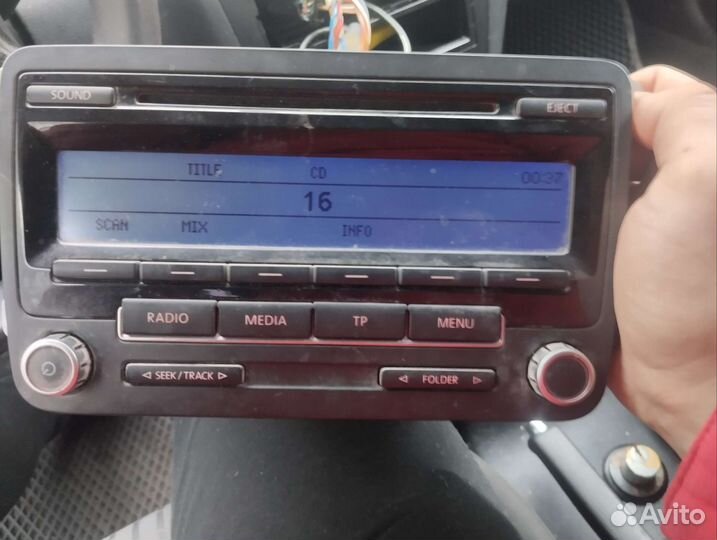 SOUND
EJECT
TITLE CD 00:37
16
SCAN MIX INFO
RADIO MEDIA TP MENU
◁ SEEK/TRACK ▷ ◁ FOLDER ▷
Avito